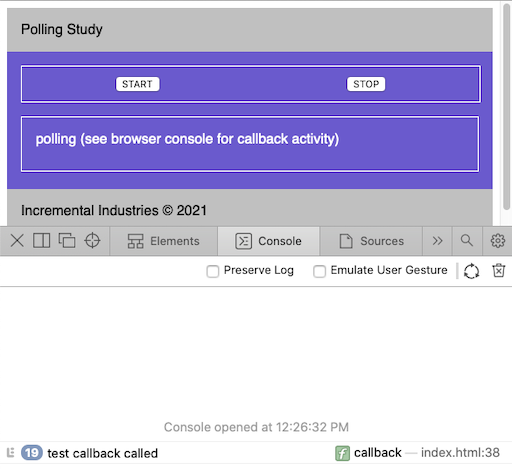 Polling Study
START STOP
polling (see browser console for callback activity)
Incremental Industries © 2021
Elements Console Sources
Preserve Log Emulate User Gesture
Console opened at 12:26:32 PM
E 19 test callback called f callback — index.html:38